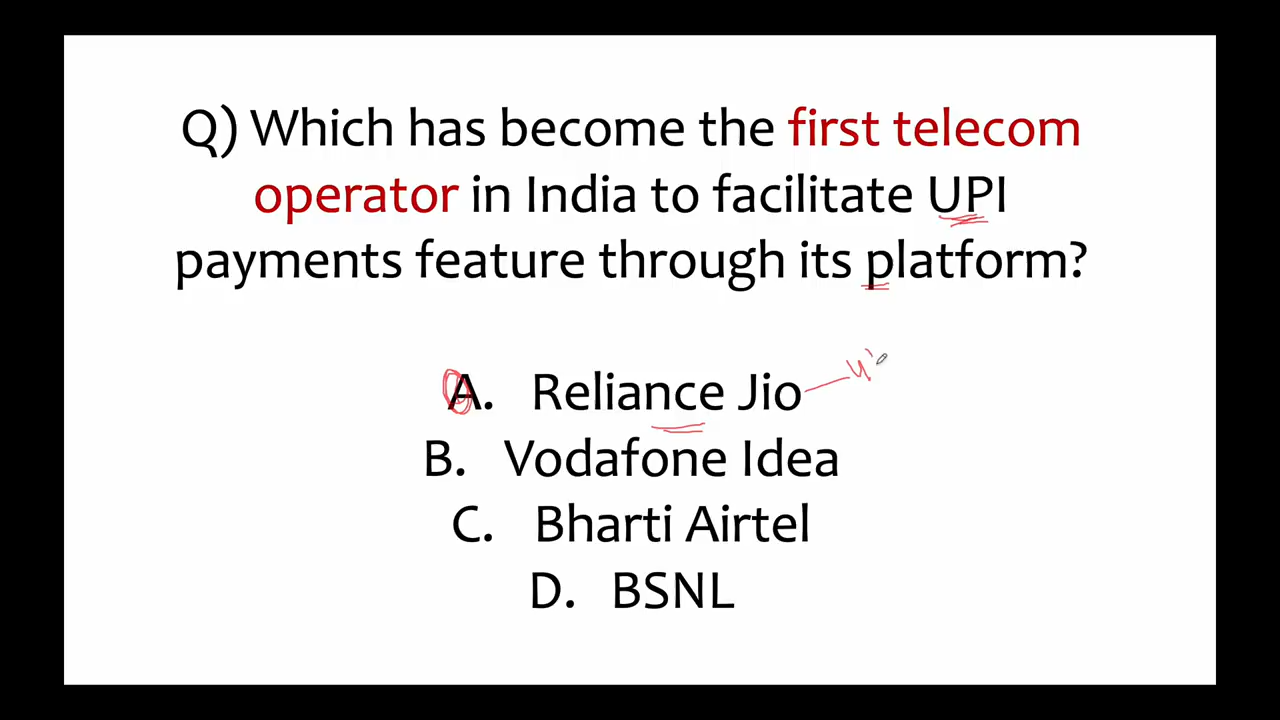 Q) Which has become the first telecom
operator in India to facilitate UPI
payments feature through its platform?
A. Reliance Jio
B. Vodafone Idea
C. Bharti Airtel
D. BSNL